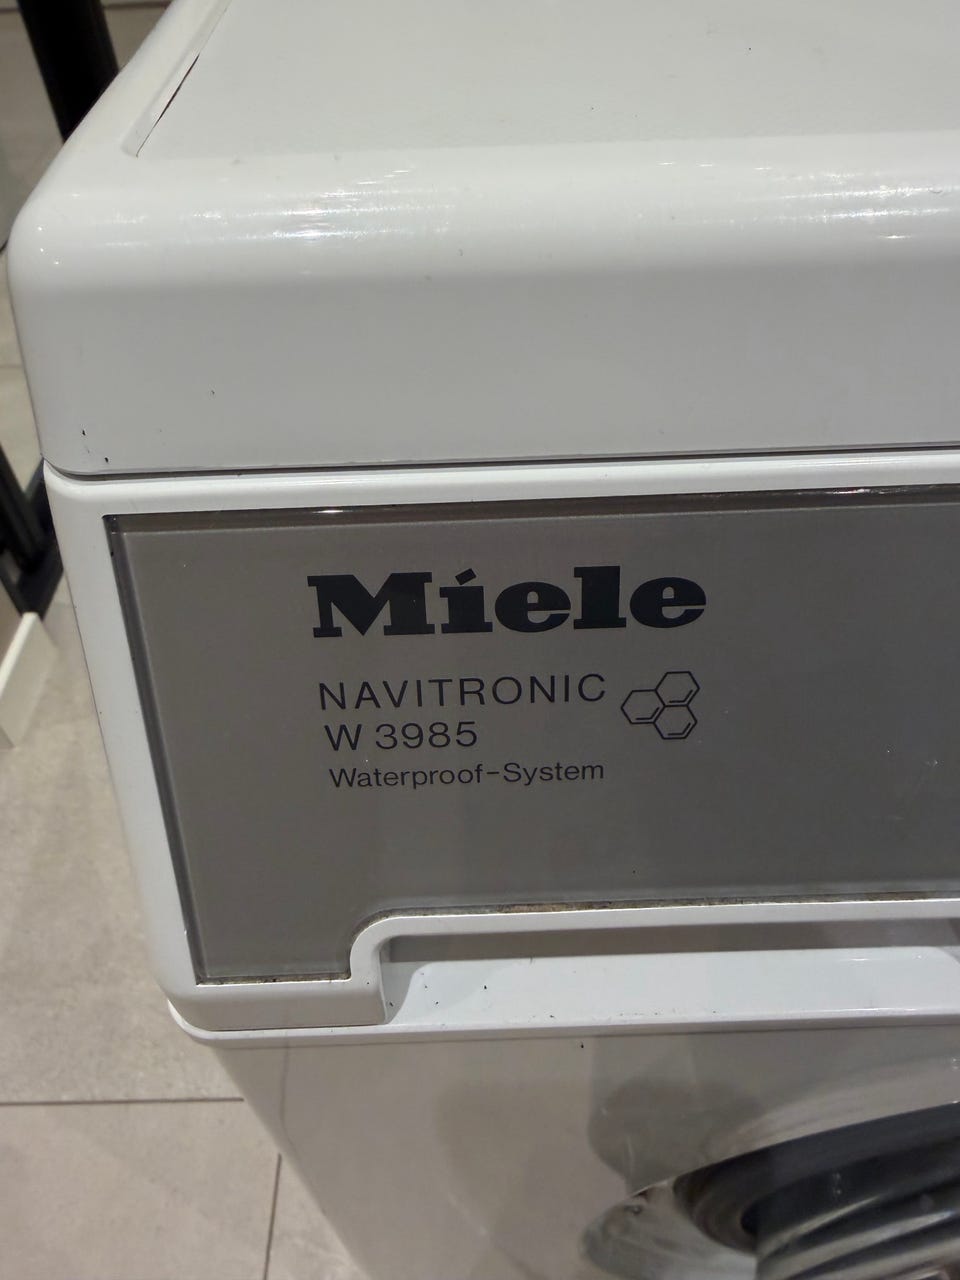 Miele
NAVITRONIC
W 3985
Waterproof-System